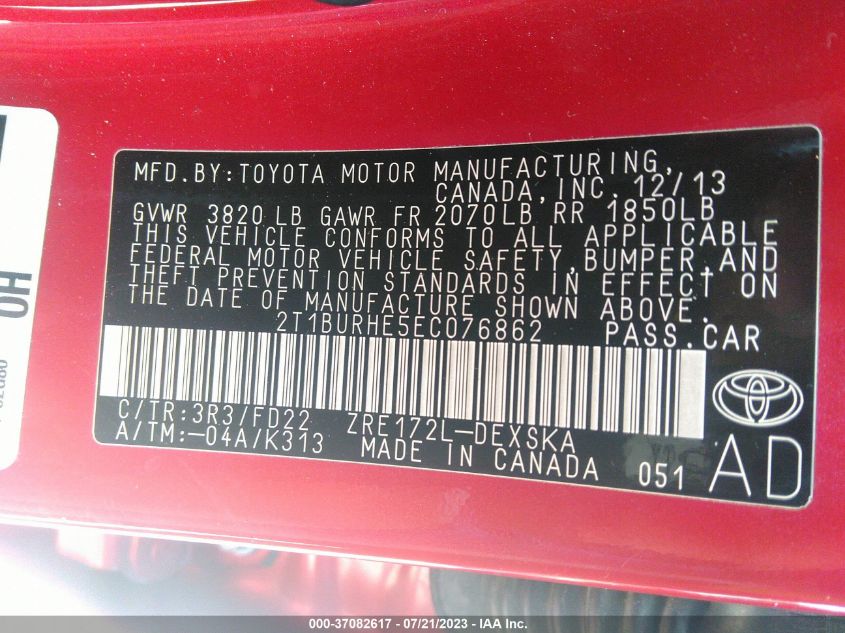 MFD.BY:TOYOTA MOTOR MANUFACTURING,
CANADA,INC. 12/13
GVWR 3820 LB GAWR FR 2070LB, RR 1850LB
THIS VEHICLE CONFORMS TO ALL APPLICABLE
FEDERAL MOTOR VEHICLE SAFETY,BUMPER,AND
THEFT PREVENTION STANDARDS IN EFFECT ON
THE DATE OF MANUFACTURE SHOWN ABOVE.
2T1BURHE5EC076862 PASS.CAR
C/TR:3R3/FD22 ZRE172L-DEXSKA
A/TM:-04A/K313 MADE IN CANADA 051 AD
OH
000-37082617 - 07/21/2023 - IAA Inc.